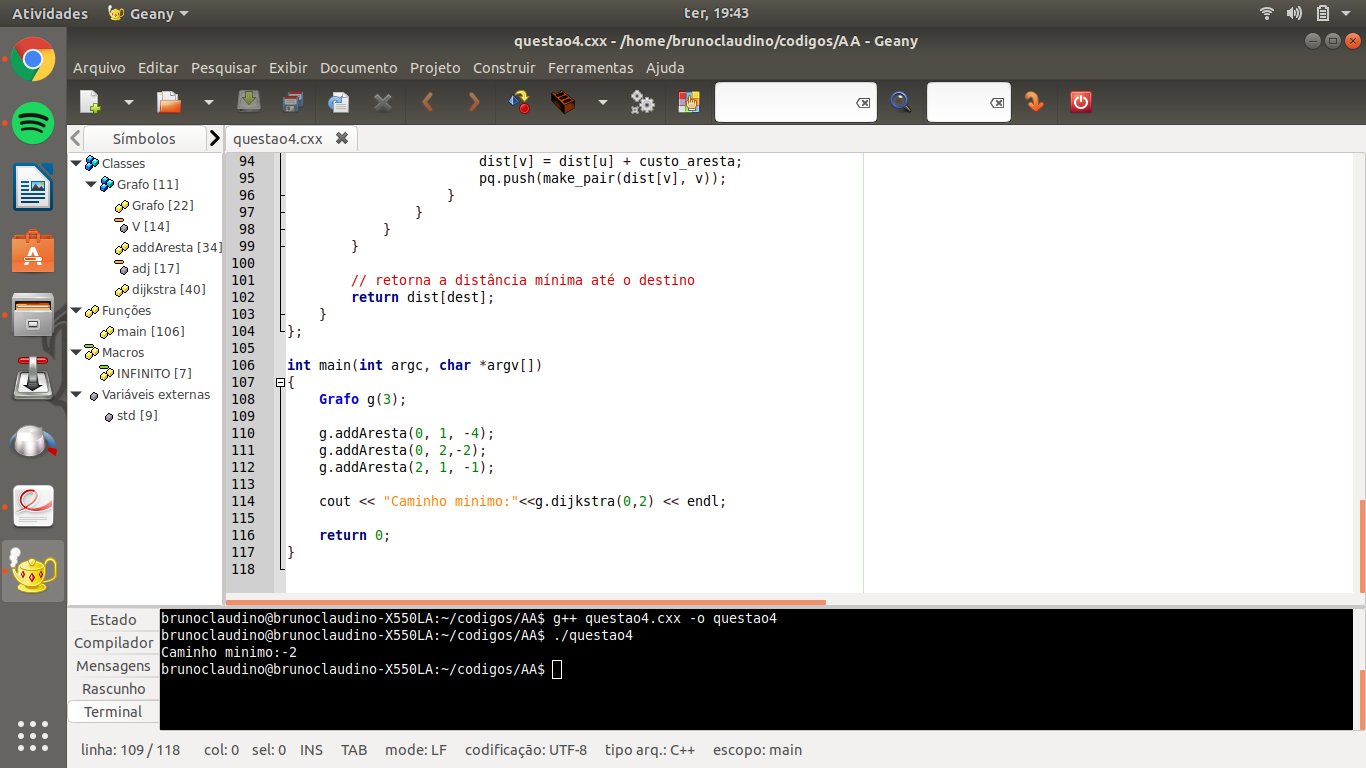 Atividades Geany ter, 19:43
questao4.cxx - /home/brunoclaudino/codigos/AA - Geany
Arquivo Editar Pesquisar Exibir Documento Projeto Construir Ferramentas Ajuda
Símbolos questao4.cxx
Classes
Grafo [11]
Grafo [22]
V [14]
addAresta [34]
adj [17]
dijkstra [40]
Funções
main [106]
Macros
INFINITO [7]
Variáveis externas
std [9]
94 dist[v] = dist[u] + custo_aresta;
95 pq.push(make_pair(dist[v], v));
96 }
97 }
98 }
99 }
100
101 // retorna a distância mínima até o destino
102 return dist[dest];
103 }
104 };
105
106 int main(int argc, char *argv[])
107 {
108 Grafo g(3);
109
110 g.addAresta(0, 1, -4);
111 g.addAresta(0, 2,-2);
112 g.addAresta(2, 1, -1);
113
114 cout << "Caminho minimo:"<<g.dijkstra(0,2) << endl;
115
116 return 0;
117 }
118
Estado
Compilador
Mensagens
Rascunho
Terminal
brunoclaudino@brunoclaudino-X550LA:~/codigos/AA$ g++ questao4.cxx -o questao4
brunoclaudino@brunoclaudino-X550LA:~/codigos/AA$ ./questao4
Caminho minimo:-2
brunoclaudino@brunoclaudino-X550LA:~/codigos/AA$
linha: 109 / 118 col: 0 sel: 0 INS TAB mode: LF codificação: UTF-8 tipo arq.: C++ escopo: main